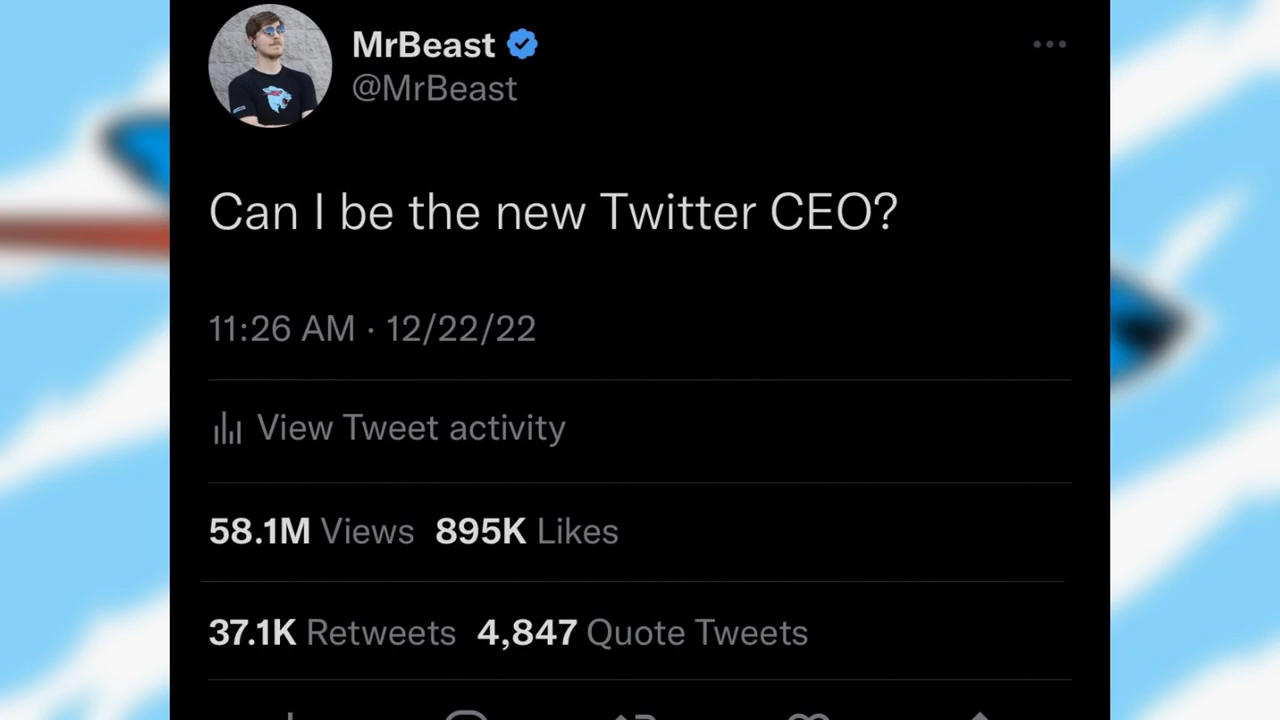 MrBeast
@MrBeast
Can I be the new Twitter CEO?
11:26 AM · 12/22/22
View Tweet activity
58.1M Views 895K Likes
37.1K Retweets 4,847 Quote Tweets